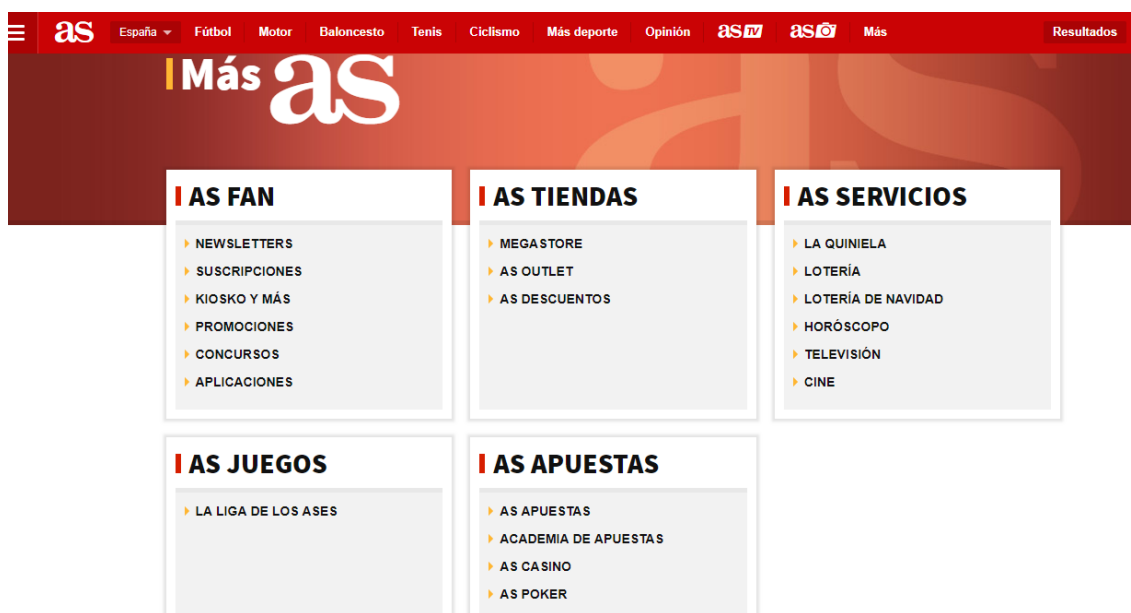 as España Fútbol Motor Baloncesto Tenis Ciclismo Más deporte Opinión as TV as Más Resultados
Más as
as
AS FAN
NEWSLETTERS
SUSCRIPCIONES
KIOSKO Y MÁS
PROMOCIONES
CONCURSOS
APLICACIONES
AS TIENDAS
MEGASTORE
AS OUTLET
AS DESCUENTOS
AS SERVICIOS
LA QUINIELA
LOTERÍA
LOTERÍA DE NAVIDAD
HORÓSCOPO
TELEVISIÓN
CINE
AS JUEGOS
LA LIGA DE LOS ASES
AS APUESTAS
AS APUESTAS
ACADEMIA DE APUESTAS
AS CASINO
AS POKER